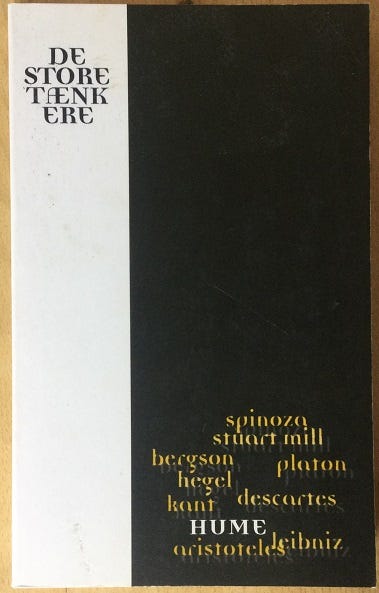 DE
STORE
TÆNK
ERE
spinoza
stuart mill
bergson
platon
hegel
descartes
kant
HUME
leibniz
aristoteles